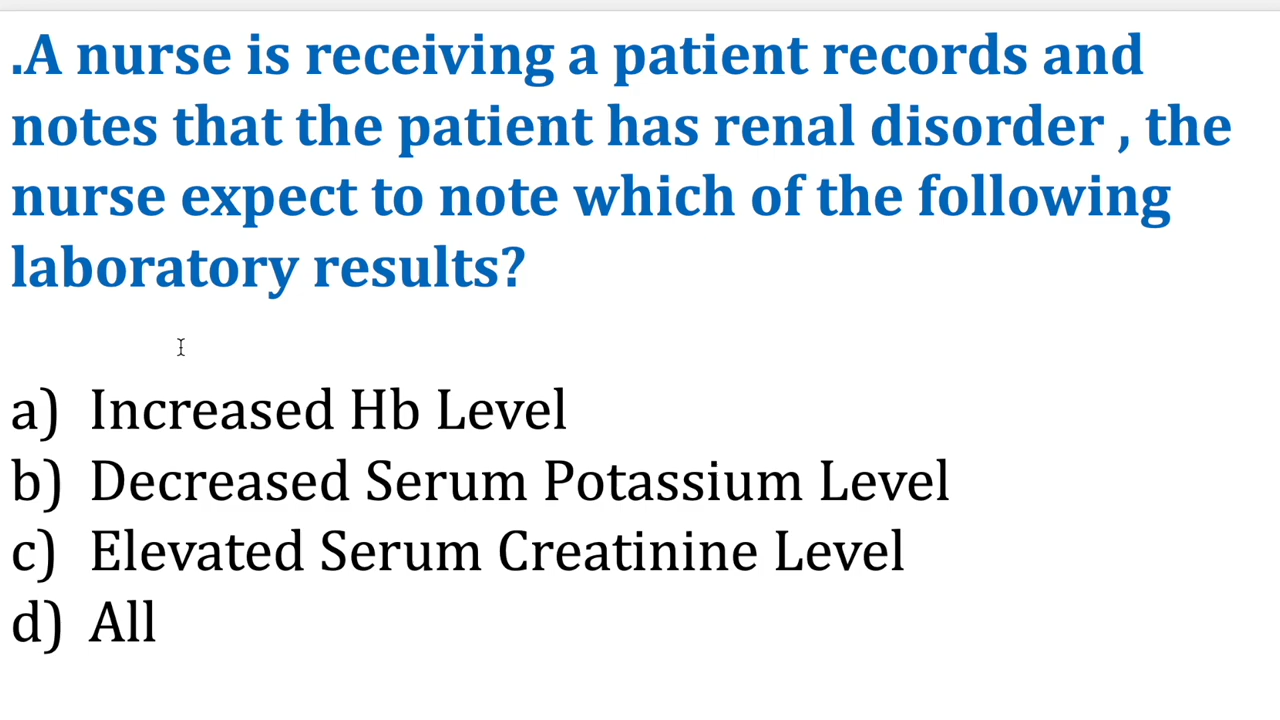 .A nurse is receiving a patient records and
notes that the patient has renal disorder , the
nurse expect to note which of the following
laboratory results?
a) Increased Hb Level
b) Decreased Serum Potassium Level
c) Elevated Serum Creatinine Level
d) All